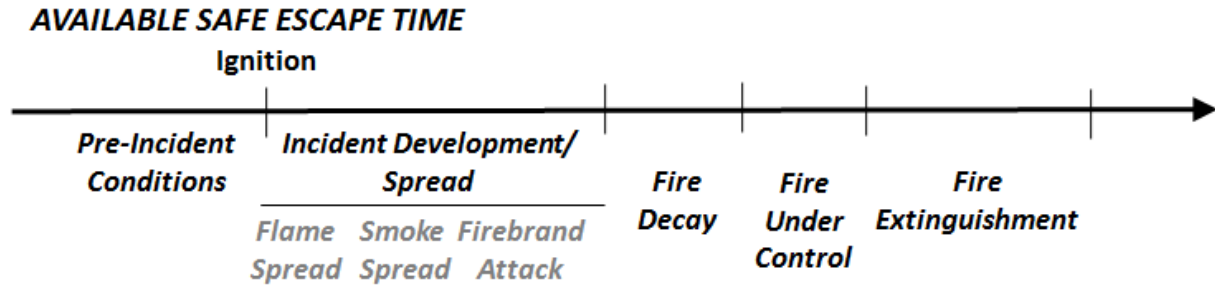 AVAILABLE SAFE ESCAPE TIME
Ignition
Pre-Incident
Conditions
Incident Development/
Spread
Flame
Spread
Smoke
Spread
Firebrand
Attack
Fire
Decay
Fire
Under
Control
Fire
Extinguishment